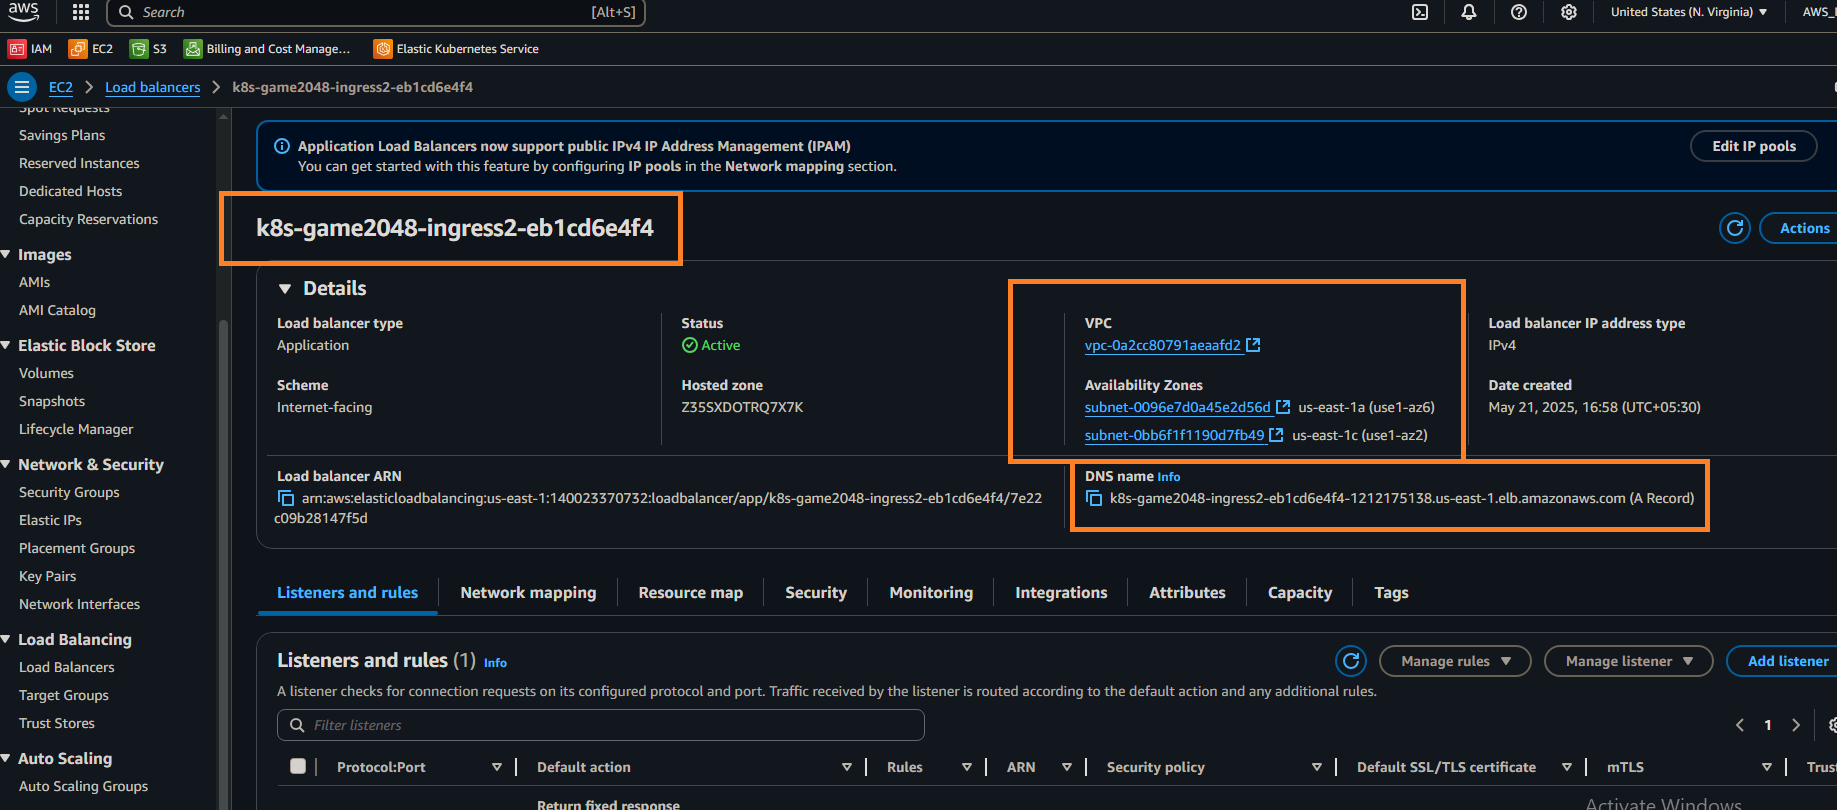 aws
Search [Alt+S]
United States (N. Virginia)
IAM EC2 S3 Billing and Cost Manage... Elastic Kubernetes Service
EC2 Load balancers k8s-game2048-ingress2-eb1cd6e4f4
Spot Requests
Savings Plans
Reserved Instances
Dedicated Hosts
Capacity Reservations
Images
AMIs
AMI Catalog
Elastic Block Store
Volumes
Snapshots
Lifecycle Manager
Network & Security
Security Groups
Elastic IPs
Placement Groups
Key Pairs
Network Interfaces
Load Balancing
Load Balancers
Target Groups
Trust Stores
Auto Scaling
Auto Scaling Groups
Application Load Balancers now support public IPv4 IP Address Management (IPAM)
You can get started with this feature by configuring IP pools in the Network mapping section.
Edit IP pools
k8s-game2048-ingress2-eb1cd6e4f4
Actions
Details
Load balancer type
Application
Scheme
Internet-facing
Status
Active
Hosted zone
Z35SXDOTRQ7X7K
VPC
vpc-0a2cc80791aeaafd2
Availability Zones
subnet-0096e7d0a45e2d56d us-east-1a (use1-az6)
subnet-0bb6f1f1190d7fb49 us-east-1c (use1-az2)
Load balancer IP address type
IPv4
Date created
May 21, 2025, 16:58 (UTC+05:30)
Load balancer ARN
arn:aws:elasticloadbalancing:us-east-1:140023370732:loadbalancer/app/k8s-game2048-ingress2-eb1cd6e4f4/7e22
c09b28147f5d
DNS name Info
k8s-game2048-ingress2-eb1cd6e4f4-1212175138.us-east-1.elb.amazonaws.com (A Record)
Listeners and rules Network mapping Resource map Security Monitoring Integrations Attributes Capacity Tags
Listeners and rules (1) Info
Manage rules Manage listener Add listener
A listener checks for connection requests on its configured protocol and port. Traffic received by the listener is routed according to the default action and any additional rules.
Filter listeners
1
Protocol:Port Default action Rules ARN Security policy Default SSL/TLS certificate mTLS
Return fixed response
Activate Windows